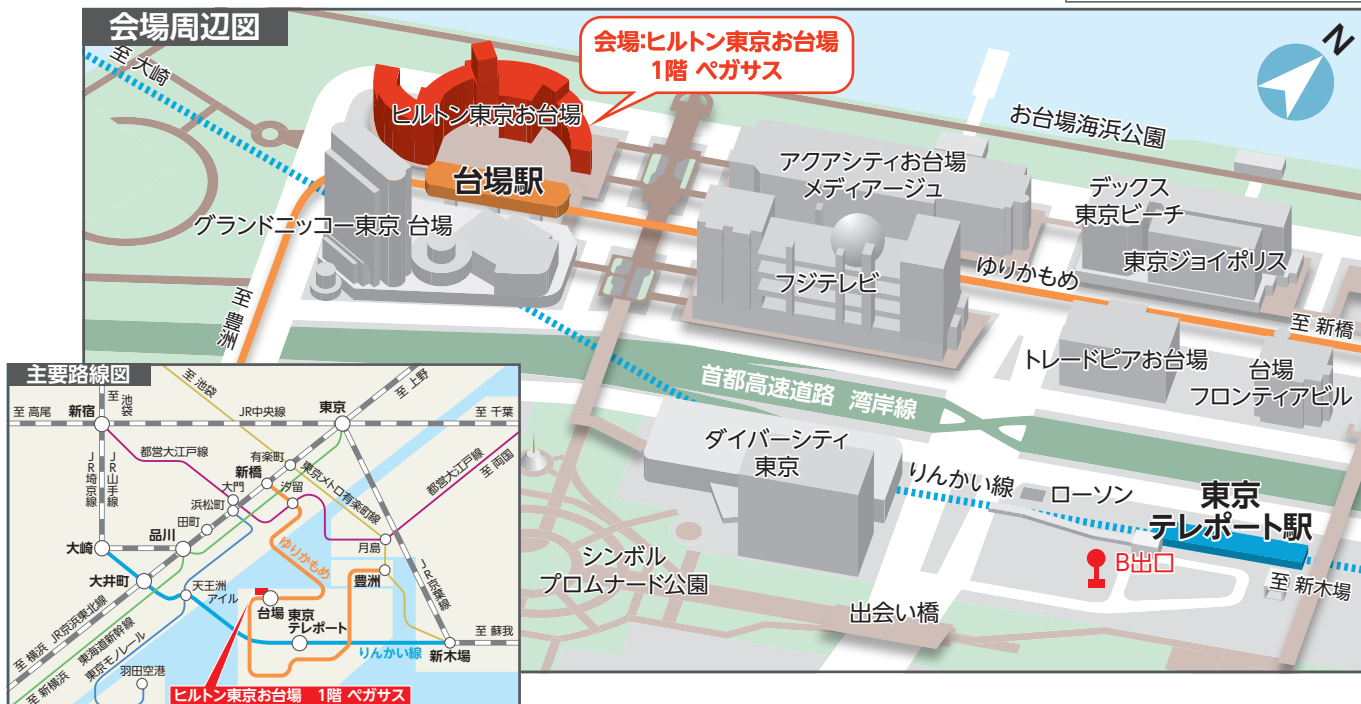 会場周辺図
会場:ヒルトン東京お台場
1階 ペガサス
N
至 大崎
ヒルトン東京お台場
台場駅
グランドニッコー東京 台場
至 豊洲
お台場海浜公園
アクアシティお台場
メディアージュ
デックス
東京ビーチ
東京ジョイポリス
フジテレビ
ゆりかもめ
至 新橋
トレードピアお台場
台場
フロンティアビル
首都高速道路 湾岸線
ダイバーシティ
東京
りんかい線
ローソン
東京
テレポート駅
B出口
至 新木場
シンボル
プロムナード公園
出会い橋
主要路線図
至 高尾
新宿
至 池袋
至 池袋
JR中央線
東京
至 上野
至 千葉
JR埼京線
JR山手線
都営大江戸線
有楽町
新橋
東京メトロ有楽町線
都営大江戸線
至 両国
大門
汐留
浜松町
田町
品川
大崎
大井町
ゆりかもめ
月島
豊洲
JR京葉線
天王洲
アイル
台場
東京
テレポート
りんかい線
新木場
至 蘇我
至 横浜
JR京浜東北線
東海道新幹線
至 新横浜
東京モノレール
羽田空港
ヒルトン東京お台場 1階 ペガサス